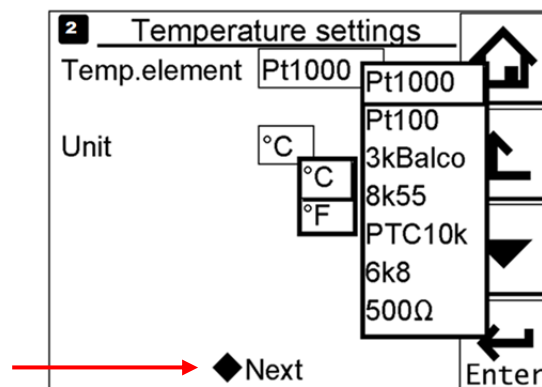 2 Temperature settings
Temp.element Pt1000
Pt1000
Pt100
3kBalco
8k55
PTC10k
6k8
500Ω
Unit °C
°C
°F
Next
Enter